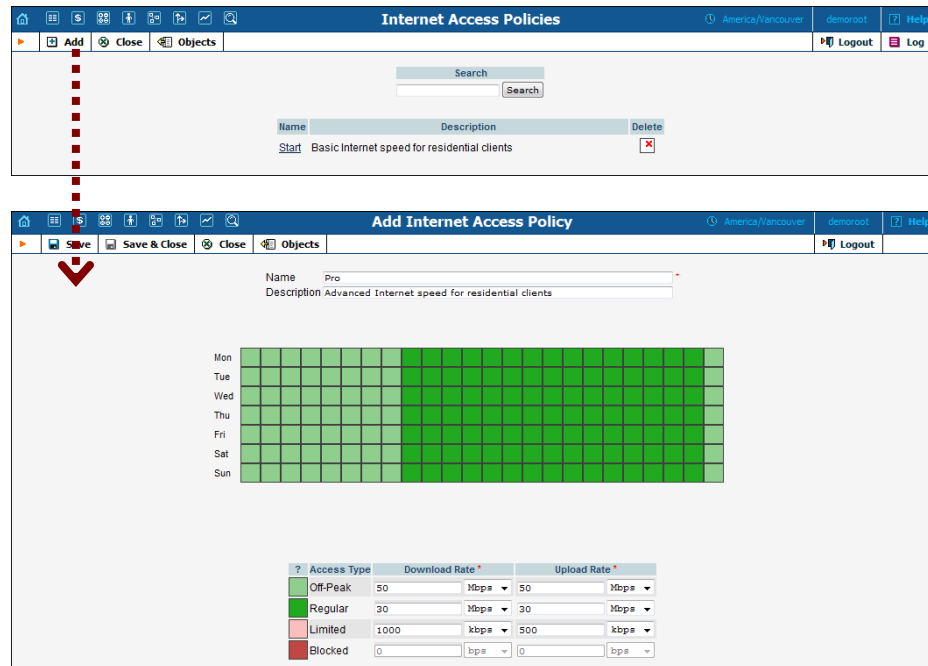 Internet Access Policies
America/Vancouver
demoroot
? Help
Add
Close
Objects
Logout
Log
Search
Search
Name Description Delete
Start Basic Internet speed for residential clients
Add Internet Access Policy
America/Vancouver
demoroot
? Help
Save & Close
Close
Objects
Logout
Name Pro *
Description Advanced Internet speed for residential clients
Mon
Tue
Wed
Thu
Fri
Sat
Sun
? Access Type Download Rate * Upload Rate *
Off-Peak 50 Mbps 50 Mbps
Regular 30 Mbps 30 Mbps
Limited 1000 kbps 500 kbps
Blocked 0 bps 0 bps